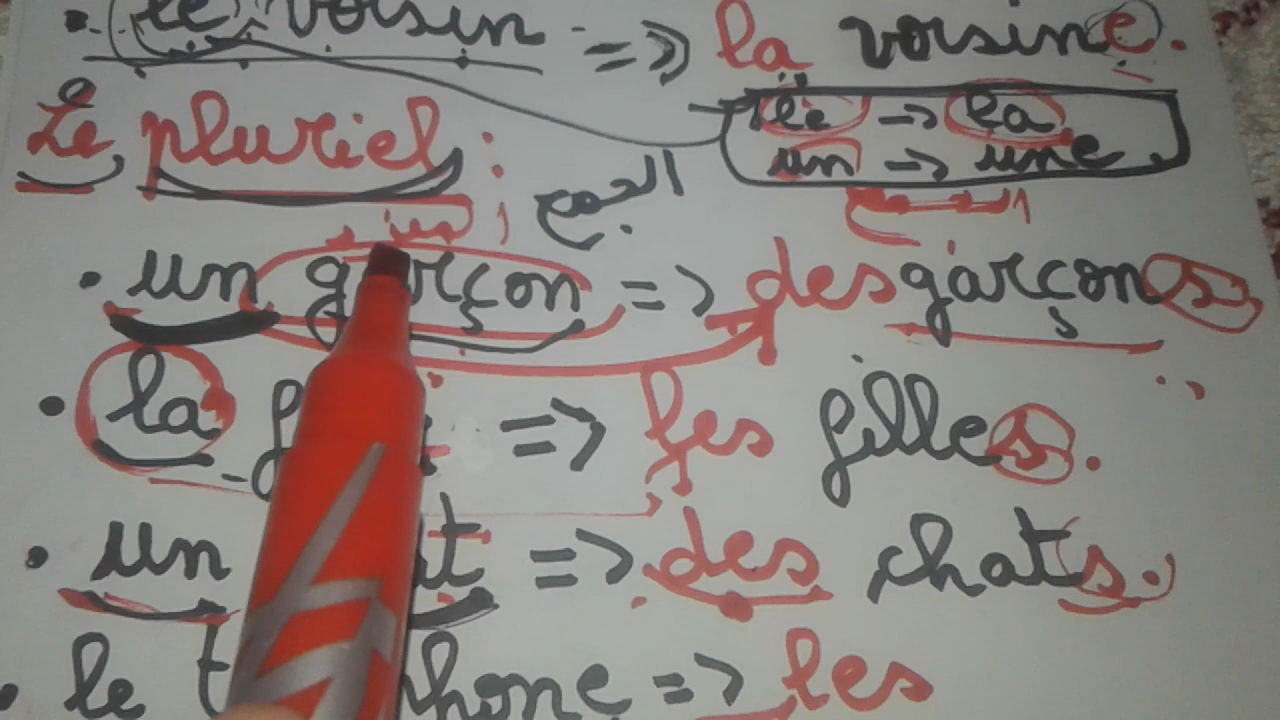 • le voisin => la voisine.
le => la
un => une
Le pluriel :
الجمع
• un garçon => des garçons
• la => les filles.
• un => des chats.
• le => les